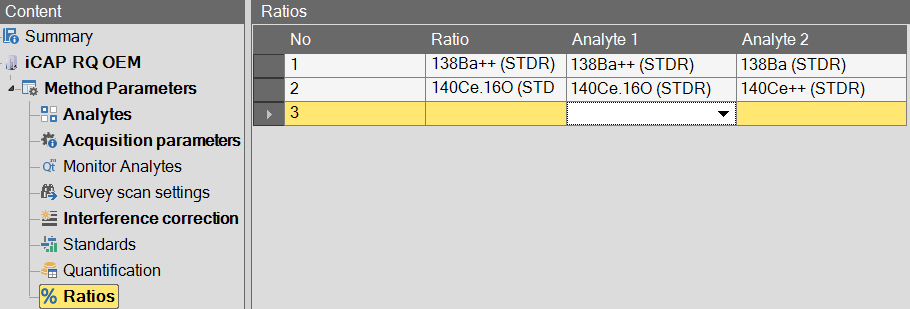 Content
Summary
iCAP RQ OEM
Method Parameters
Analytes
Acquisition parameters
Monitor Analytes
Survey scan settings
Interference correction
Standards
Quantification
% Ratios
Ratios
No Ratio Analyte 1 Analyte 2
1 138Ba++ (STDR) 138Ba++ (STDR) 138Ba (STDR)
2 140Ce.16O (STD 140Ce.16O (STDR) 140Ce++ (STDR)
3